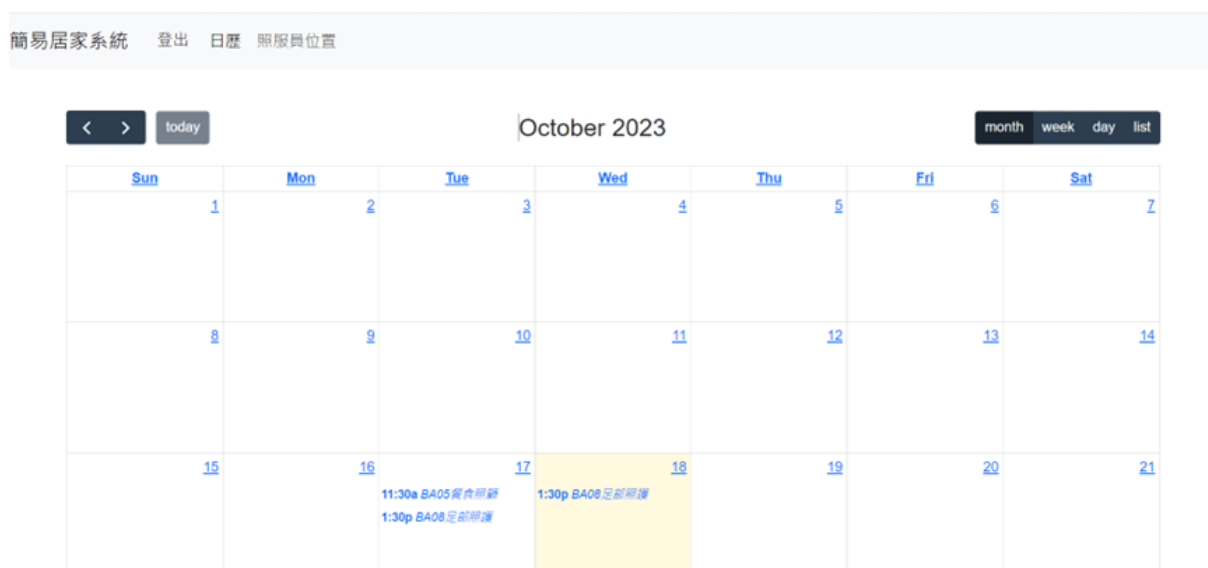 簡易居家系統 登出 日歷 照服員位置
today October 2023 month week day list
Sun Mon Tue Wed Thu Fri Sat
1 2 3 4 5 6 7
8 9 10 11 12 13 14
15 16 17 18 19 20 21
11:30a BA05餐食照顧 1:30p BA08足部照護
1:30p BA08足部照護